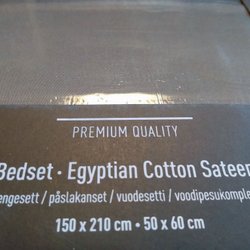 PREMIUM QUALITY
Bedset · Egyptian Cotton Sateen
engesett / påslakanset / vuodesetti / voodipesukomple
150 x 210 cm · 50 x 60 cm